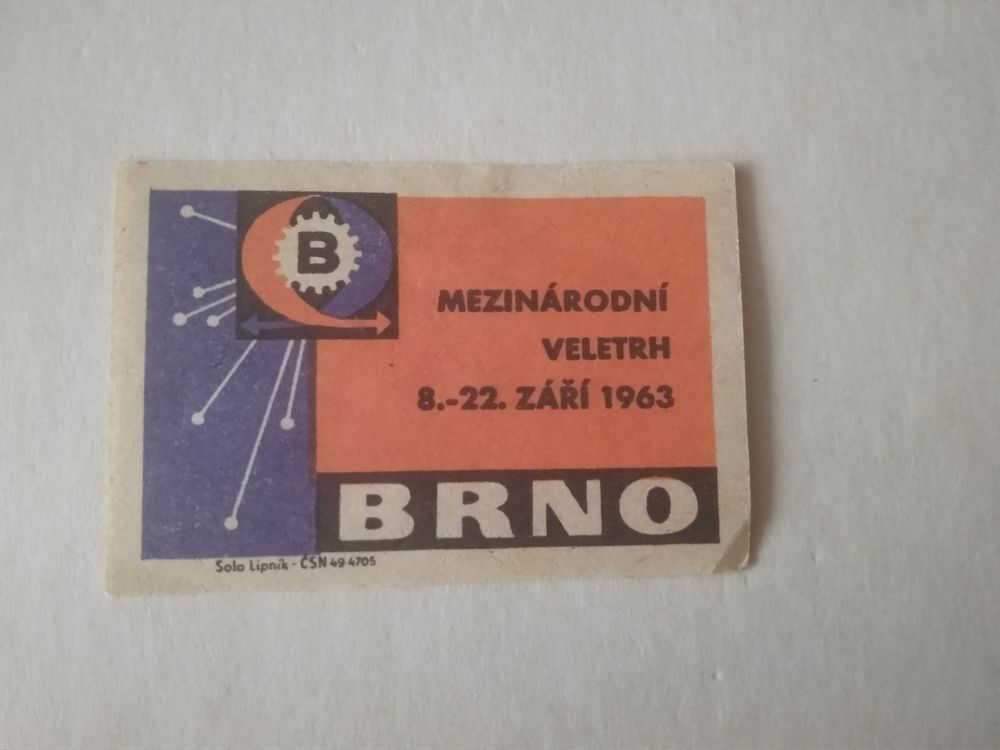 B
MEZINÁRODNÍ
VELETRH
8.-22. ZÁŘÍ 1963
BRNO
Solo Lipník - ČSN 49 4705